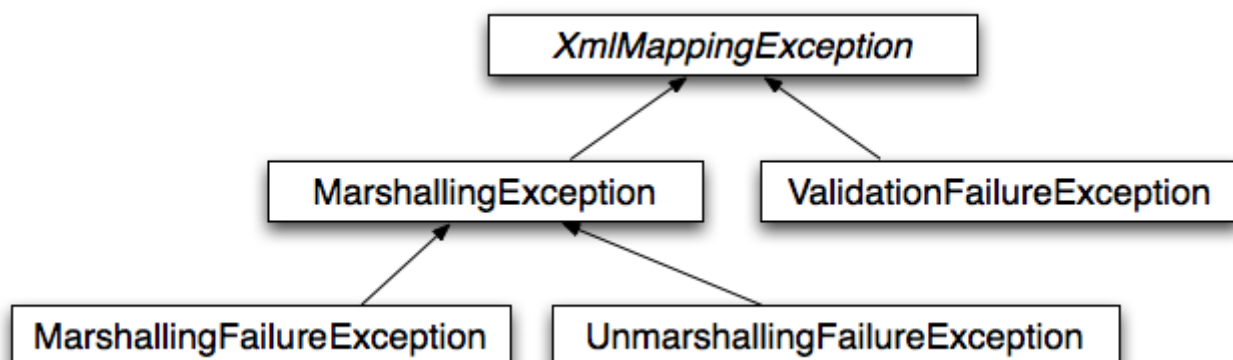 XmlMappingException
MarshallingException
ValidationFailureException
MarshallingFailureException
UnmarshallingFailureException